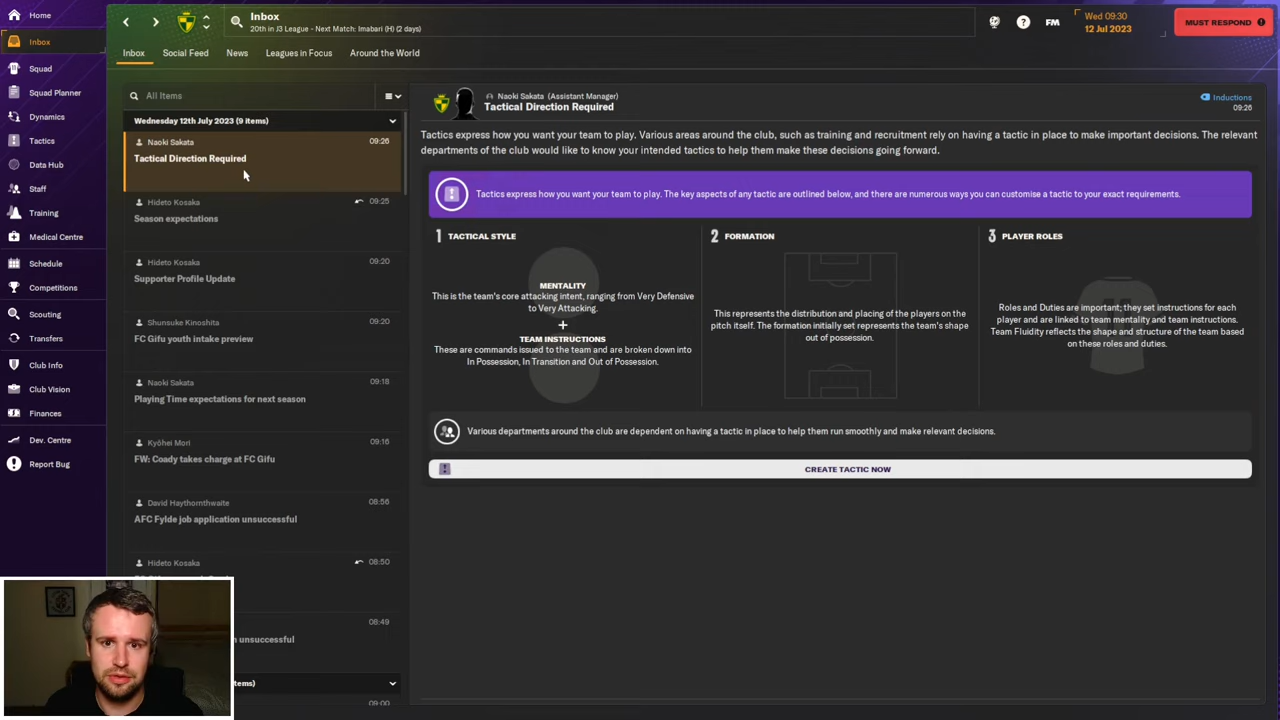 Home
Inbox
Squad
Squad Planner
Dynamics
Tactics
Data Hub
Staff
Training
Medical Centre
Schedule
Competitions
Scouting
Transfers
Club Info
Club Vision
Finances
Dev. Centre
Report Bug
Inbox
20th in J3 League - Next Match: Imabari (H) (2 days)
FM
Wed 09:30
12 Jul 2023
MUST RESPOND
Inbox
Social Feed
News
Leagues in Focus
Around the World
All Items
Wednesday 12th July 2023 (9 items)
Naoki Sakata 09:26
Tactical Direction Required
Hideto Kosaka 09:25
Season expectations
Hideto Kosaka 09:20
Supporter Profile Update
Shunsuke Kinoshita 09:20
FC Gifu youth intake preview
Naoki Sakata 09:18
Playing Time expectations for next season
Kyōhei Mori 09:16
FW: Coady takes charge at FC Gifu
David Haythornthwaite 08:56
AFC Fylde job application unsuccessful
Hideto Kosaka 08:50
08:49
unsuccessful
tems)
09:00
Naoki Sakata (Assistant Manager)
Tactical Direction Required
Inductions
09:26
Tactics express how you want your team to play. Various areas around the club, such as training and recruitment rely on having a tactic in place to make important decisions. The relevant
departments of the club would like to know your intended tactics to help them make these decisions going forward.
Tactics express how you want your team to play. The key aspects of any tactic are outlined below, and there are numerous ways you can customise a tactic to your exact requirements.
1 TACTICAL STYLE
MENTALITY
This is the team's core attacking intent, ranging from Very Defensive
to Very Attacking.
+
TEAM INSTRUCTIONS
These are commands issued to the team and are broken down into
In Possession, In Transition and Out of Possession.
2 FORMATION
This represents the distribution and placing of the players on the
pitch itself. The formation initially set represents the team's shape
out of possession.
3 PLAYER ROLES
Roles and Duties are important; they set instructions for each
player and are linked to team mentality and team instructions.
Team Fluidity reflects the shape and structure of the team based
on these roles and duties.
Various departments around the club are dependent on having a tactic in place to help them run smoothly and make relevant decisions.
CREATE TACTIC NOW